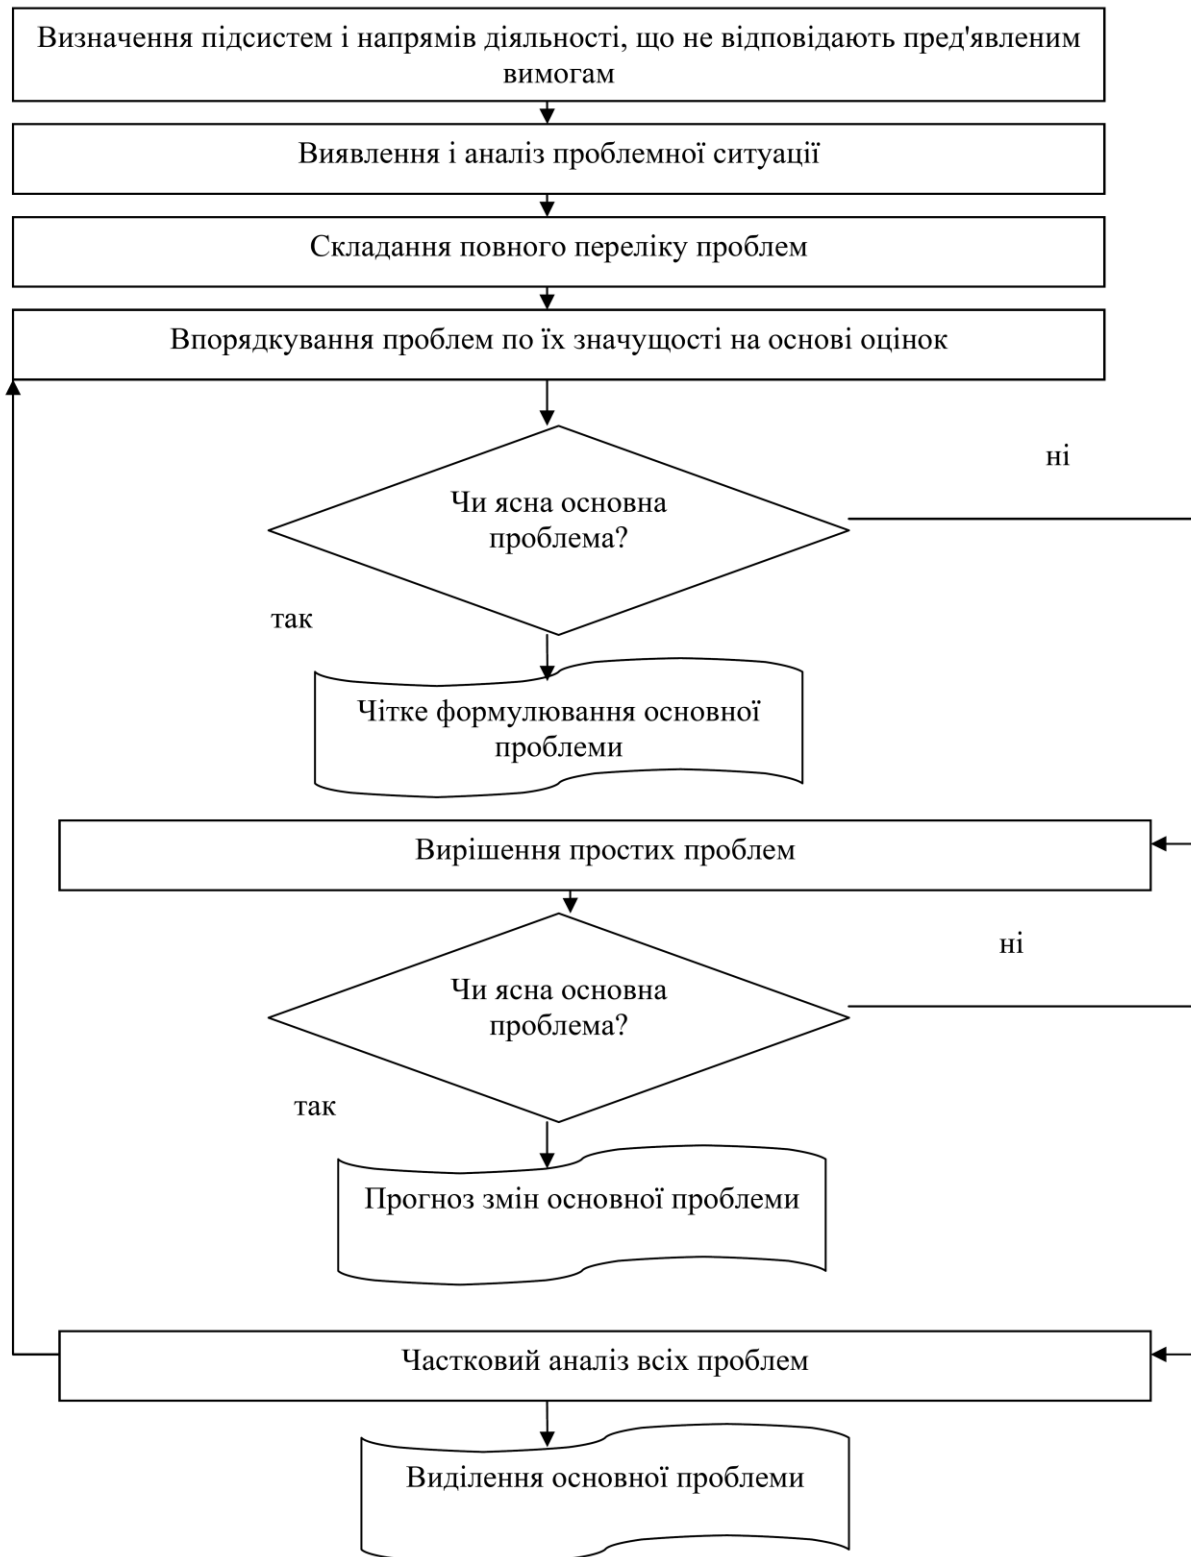 Визначення підсистем і напрямів діяльності, що не відповідають пред'явленим
вимогам
Виявлення і аналіз проблемної ситуації
Складання повного переліку проблем
Впорядкування проблем по їх значущості на основі оцінок
ні
Чи ясна основна
проблема?
так
Чітке формулювання основної
проблеми
Вирішення простих проблем
ні
Чи ясна основна
проблема?
так
Прогноз змін основної проблеми
Частковий аналіз всіх проблем
Виділення основної проблеми